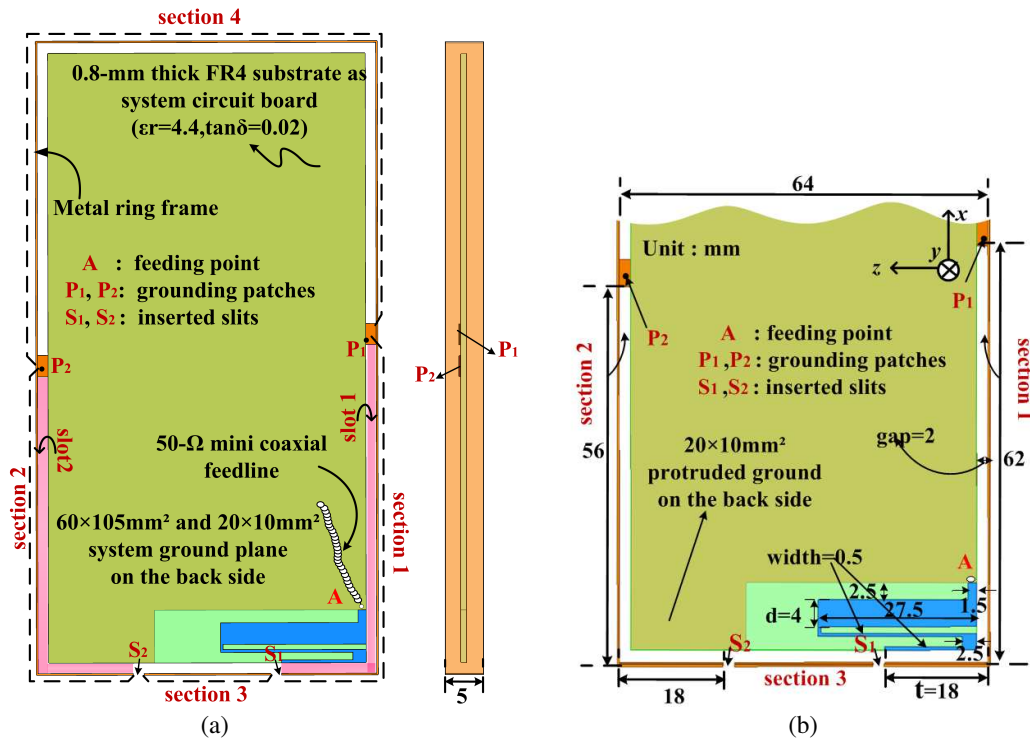 section 4
0.8-mm thick FR4 substrate as
system circuit board
(εr=4.4,tanδ=0.02)
Metal ring frame
A : feeding point
P1, P2: grounding patches
S1, S2 : inserted slits
P1
P2
slot 1
slot2
50-Ω mini coaxial
feedline
section 2
section 1
60×105mm² and 20×10mm²
system ground plane
on the back side
A
S2
S1
section 3
(a)
P1
P2
5
64
Unit : mm
x
y
z
P1
P2
A : feeding point
P1 ,P2 : grounding patches
S1 ,S2 : inserted slits
section 2
section 1
56
gap=2
62
20×10mm²
protruded ground
on the back side
width=0.5
A
2.5
d=4
27.5
1.5
S2
S1
2.5
18
section 3
t=18
(b)